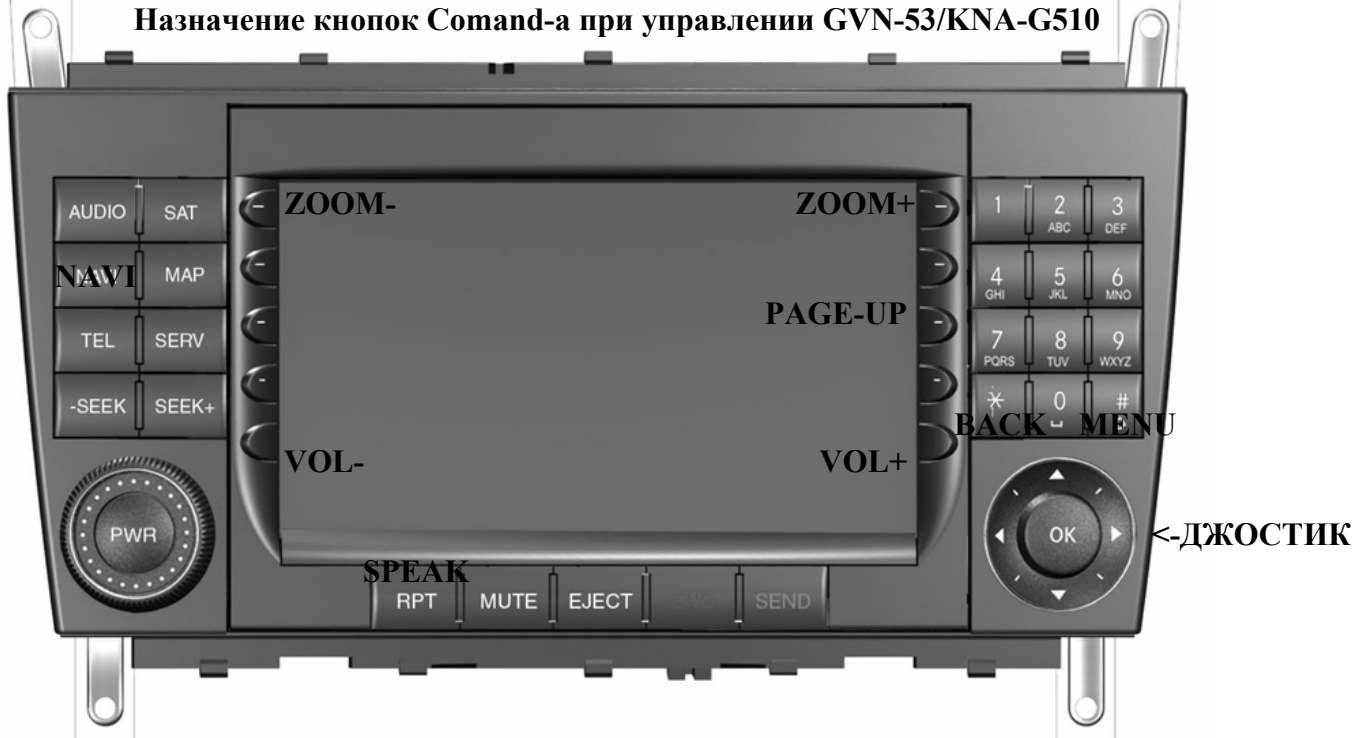 Назначение кнопок Comand-а при управлении GVN-53/KNA-G510
AUDIO SAT
ZOOM- ZOOM+
1 2 ABC 3 DEF
NAVI MAP
4 GHI 5 JKL 6 MNO
PAGE-UP
TEL SERV
7 PQRS 8 TUV 9 WXYZ
-SEEK SEEK+
* 0 #
BACK MENU
VOL- VOL+
PWR
OK
<-ДЖОСТИК
SPEAK
RPT MUTE EJECT END SEND